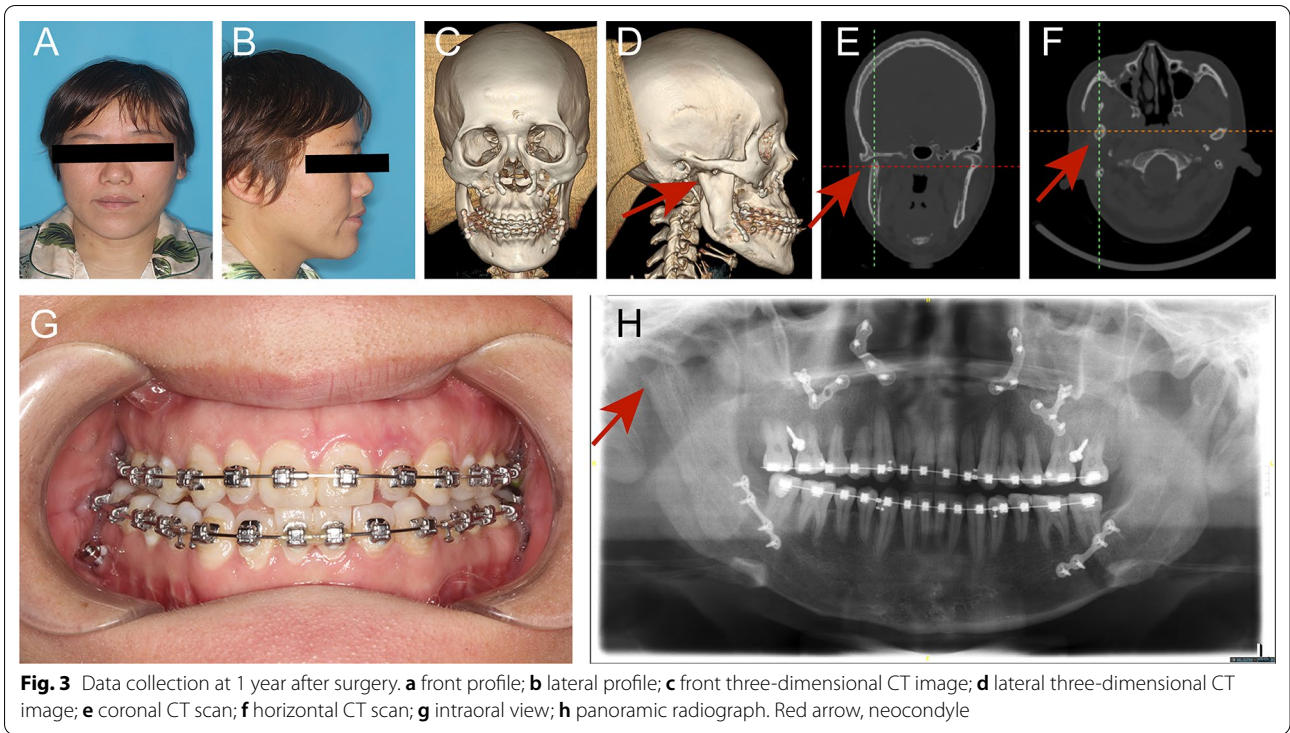 A B C D E F
G H
Fig. 3 Data collection at 1 year after surgery. a front profile; b lateral profile; c front three-dimensional CT image; d lateral three-dimensional CT
image; e coronal CT scan; f horizontal CT scan; g intraoral view; h panoramic radiograph. Red arrow, neocondyle